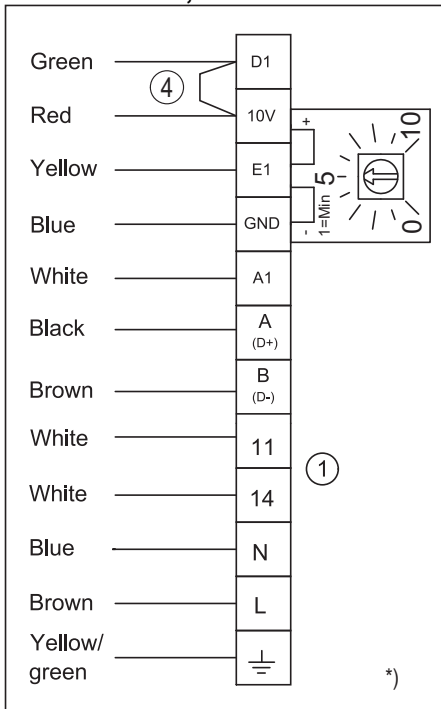 Green D1
④
Red 10V
+ 10
Yellow E1
5
1=Min
Blue GND
- 0
White A1
Black A
(D+)
Brown B
(D-)
White 11
①
White 14
Blue N
Brown L
Yellow/
green
*)